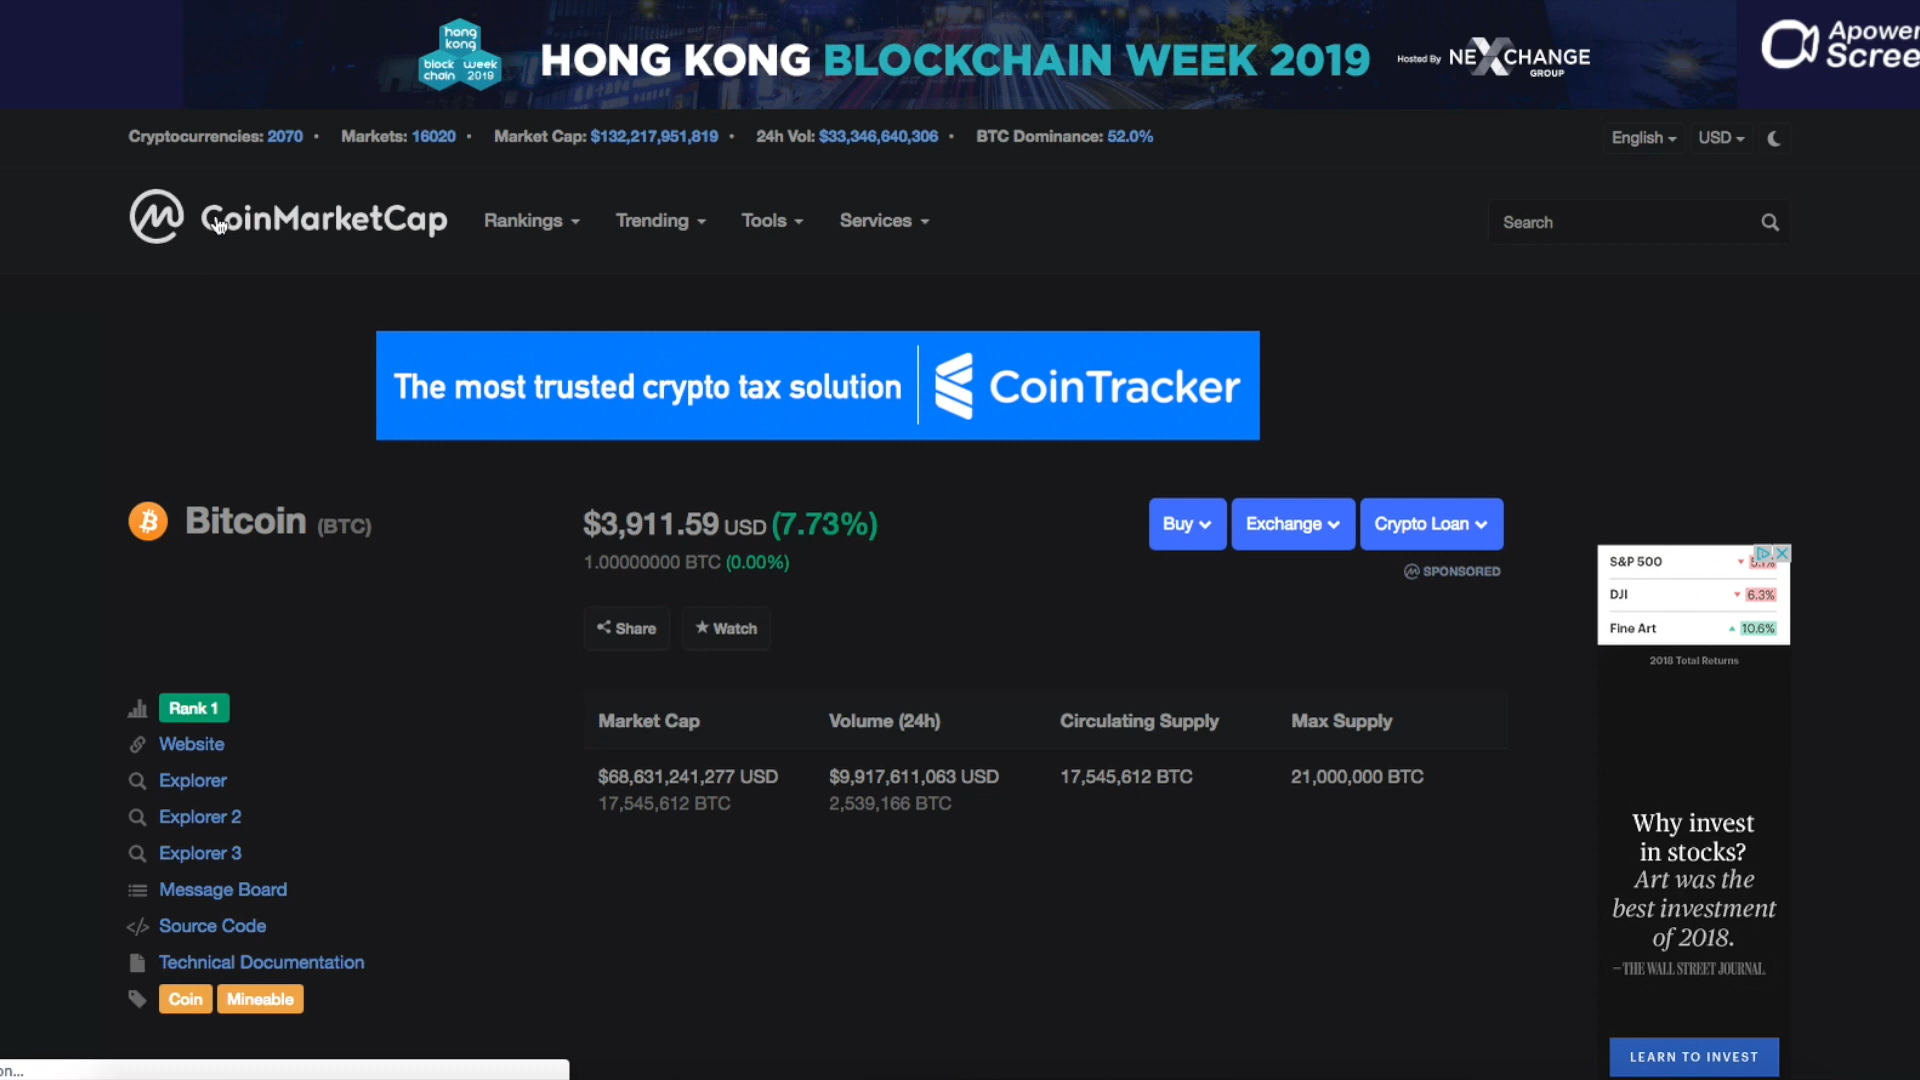 hong
kong
block week
chain 2019
HONG KONG BLOCKCHAIN WEEK 2019
Hosted By NEXCHANGE
GROUP
Cryptocurrencies: 2070 • Markets: 16020 • Market Cap: $132,217,951,819 • 24h Vol: $33,346,640,306 • BTC Dominance: 52.0%
English USD
CoinMarketCap Rankings Trending Tools Services
Search
The most trusted crypto tax solution CoinTracker
Bitcoin (BTC)
$3,911.59 USD (7.73%)
1.00000000 BTC (0.00%)
Buy Exchange Crypto Loan
SPONSORED
Share Watch
Rank 1
Website
Explorer
Explorer 2
Explorer 3
Message Board
Source Code
Technical Documentation
Coin Mineable
Market Cap Volume (24h) Circulating Supply Max Supply
$68,631,241,277 USD $9,917,611,063 USD 17,545,612 BTC 21,000,000 BTC
17,545,612 BTC 2,539,166 BTC
S&P 500
DJI 6.3%
Fine Art 10.6%
2018 Total Returns
Why invest
in stocks?
Art was the
best investment
of 2018.
—THE WALL STREET JOURNAL.
LEARN TO INVEST